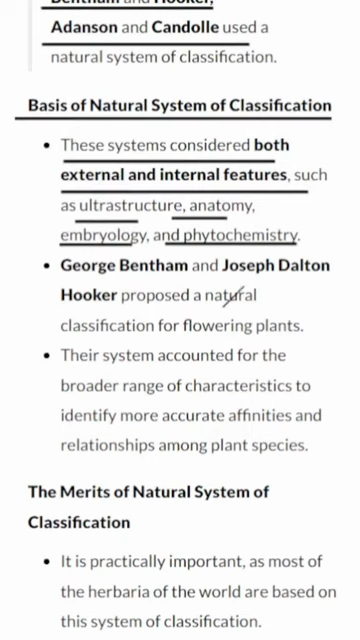 Bentham and Hooker,
Adanson and Candolle used a
natural system of classification.
Basis of Natural System of Classification
These systems considered both
external and internal features, such
as ultrastructure, anatomy,
embryology, and phytochemistry.
George Bentham and Joseph Dalton
Hooker proposed a natural
classification for flowering plants.
Their system accounted for the
broader range of characteristics to
identify more accurate affinities and
relationships among plant species.
The Merits of Natural System of
Classification
It is practically important, as most of
the herbaria of the world are based on
this system of classification.